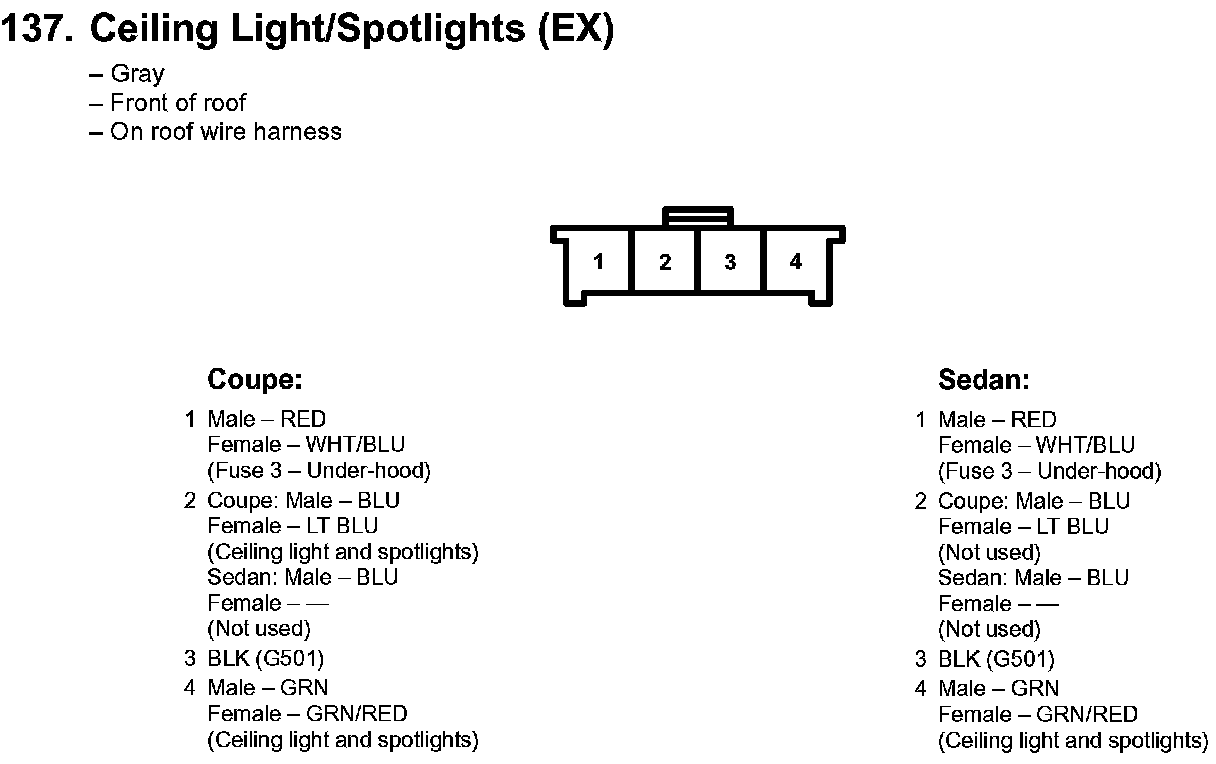 137. Ceiling Light/Spotlights (EX)
– Gray
– Front of roof
– On roof wire harness
1 2 3 4
Coupe:
1 Male – RED
Female – WHT/BLU
(Fuse 3 – Under-hood)
2 Coupe: Male – BLU
Female – LT BLU
(Ceiling light and spotlights)
Sedan: Male – BLU
Female – —
(Not used)
3 BLK (G501)
4 Male – GRN
Female – GRN/RED
(Ceiling light and spotlights)
Sedan:
1 Male – RED
Female – WHT/BLU
(Fuse 3 – Under-hood)
2 Coupe: Male – BLU
Female – LT BLU
(Not used)
Sedan: Male – BLU
Female – —
(Not used)
3 BLK (G501)
4 Male – GRN
Female – GRN/RED
(Ceiling light and spotlights)